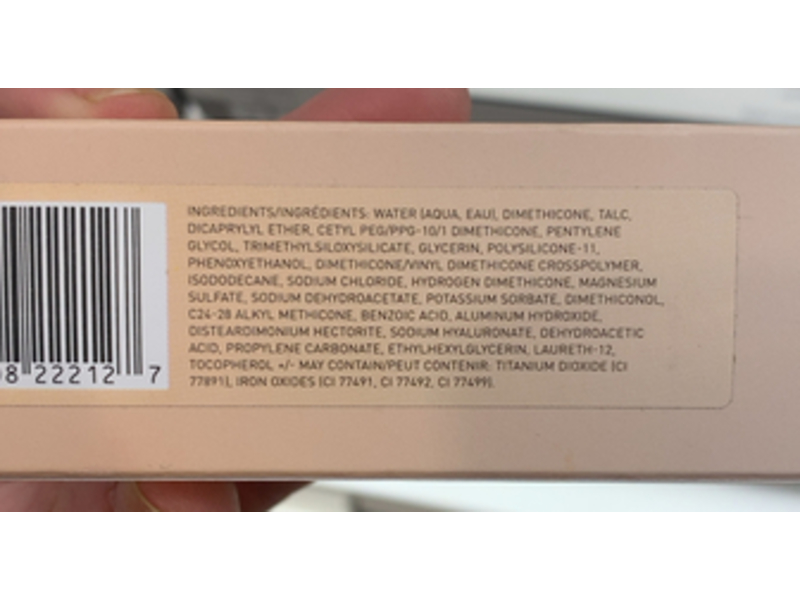 INGREDIENTS/INGRÉDIENTS: WATER (AQUA, EAU), DIMETHICONE, TALC,
DICAPRYLYL ETHER, CETYL PEG/PPG-10/1 DIMETHICONE, PENTYLENE
GLYCOL, TRIMETHYLSILOXYSILICATE, GLYCERIN, POLYSILICONE-11,
PHENOXYETHANOL, DIMETHICONE/VINYL DIMETHICONE CROSSPOLYMER,
ISODODECANE, SODIUM CHLORIDE, HYDROGEN DIMETHICONE, MAGNESIUM
SULFATE, SODIUM DEHYDROACETATE, POTASSIUM SORBATE, DIMETHICONOL,
C24-28 ALKYL METHICONE, BENZOIC ACID, ALUMINUM HYDROXIDE,
DISTEARDIMONIUM HECTORITE, SODIUM HYALURONATE, DEHYDROACETIC
ACID, PROPYLENE CARBONATE, ETHYLHEXYLGLYCERIN, LAURETH-12,
TOCOPHEROL +/- MAY CONTAIN/PEUT CONTENIR: TITANIUM DIOXIDE (CI
77891), IRON OXIDES (CI 77491, CI 77492, CI 77499).
8 22212 7